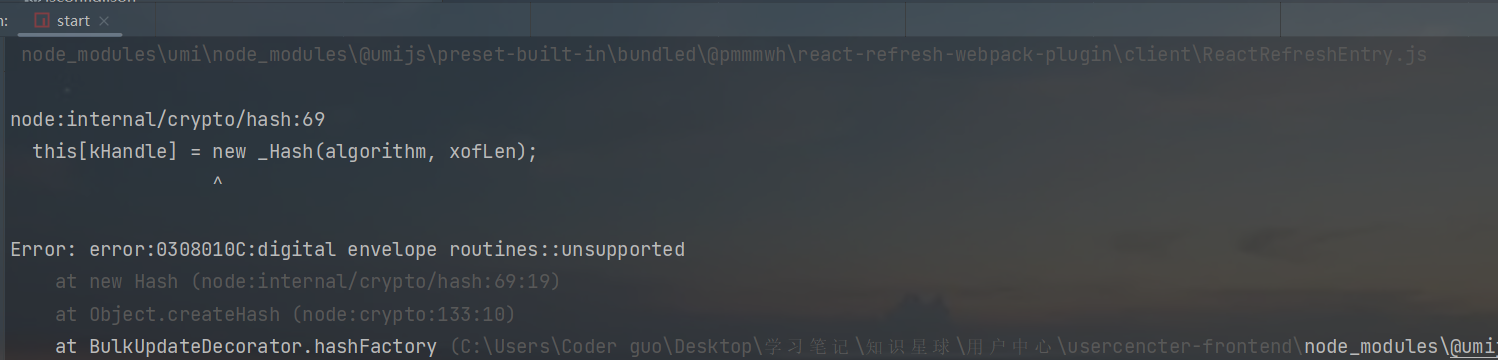 n: start ×
node_modules\umi\node_modules\@umijs\preset-built-in\bundled\@pmmmwh\react-refresh-webpack-plugin\client\ReactRefreshEntry.js
node:internal/crypto/hash:69
this[kHandle] = new _Hash(algorithm, xofLen);
^
Error: error:0308010C:digital envelope routines::unsupported
at new Hash (node:internal/crypto/hash:69:19)
at Object.createHash (node:crypto:133:10)
at BulkUpdateDecorator.hashFactory (C:\Users\Coder guo\Desktop\学习笔记\知识星球\用户中心\usercencter-frontend\node_modules\@umi